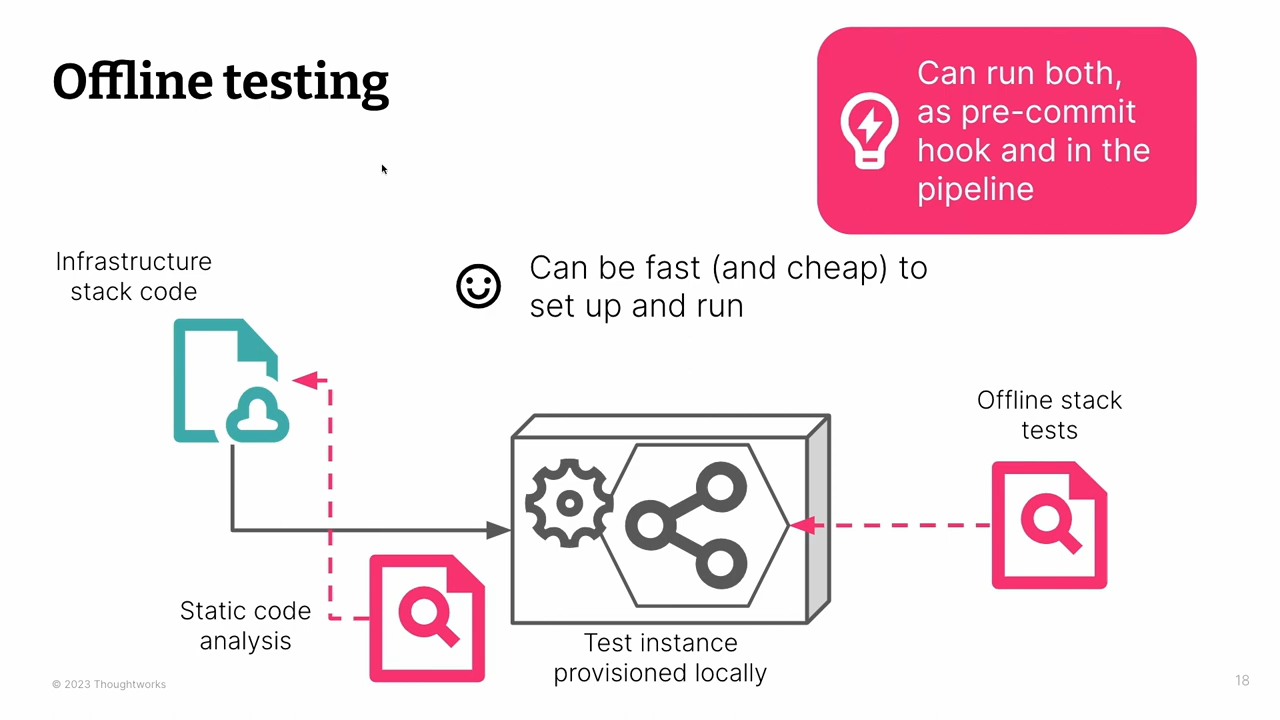 Offline testing
Can run both,
as pre-commit
hook and in the
pipeline
Infrastructure
stack code
Can be fast (and cheap) to
set up and run
Offline stack
tests
Static code
analysis
Test instance
provisioned locally
© 2023 Thoughtworks
18